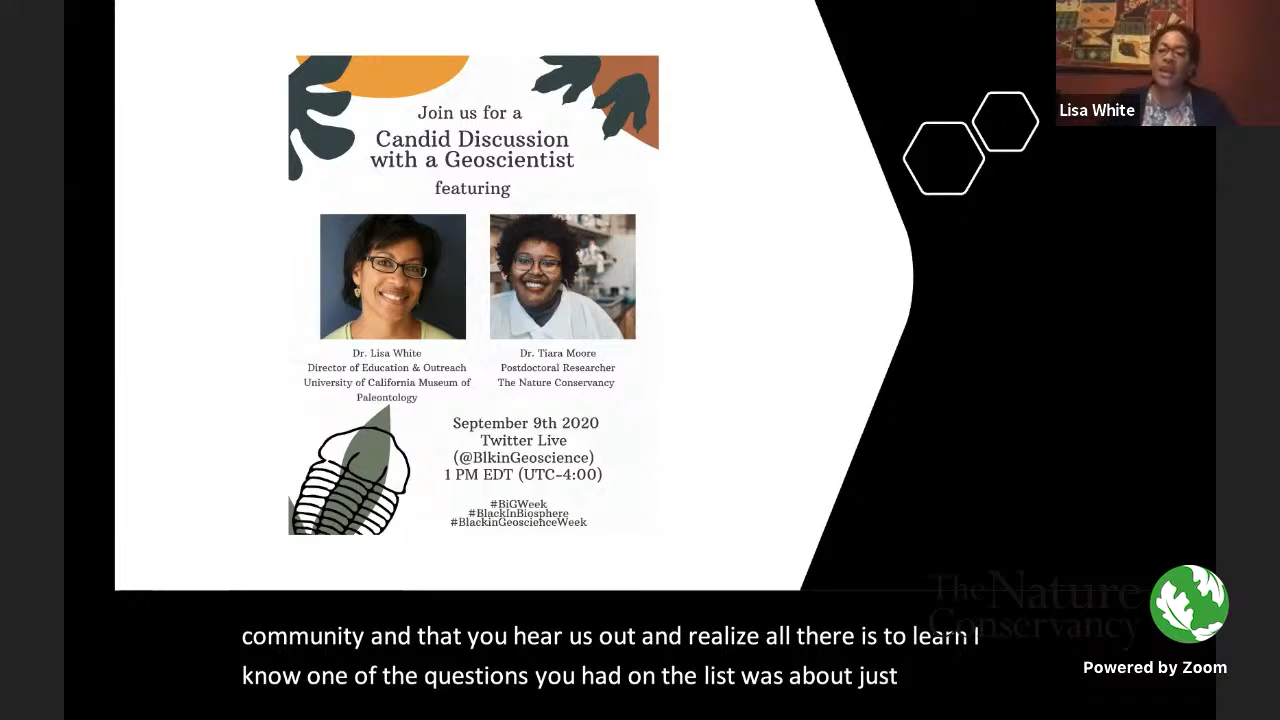 Join us for a
Candid Discussion
with a Geoscientist
featuring
Dr. Lisa White
Director of Education & Outreach
University of California Museum of
Paleontology
Dr. Tiara Moore
Postdoctoral Researcher
The Nature Conservancy
September 9th 2020
Twitter Live
(@BlkinGeoscience)
1 PM EDT (UTC-4:00)
#BiGWeek
#BlackInBiosphere
#BlackinGeoscienceWeek
Lisa White
The Nature
Conservancy
Powered by Zoom
community and that you hear us out and realize all there is to learn I
know one of the questions you had on the list was about just